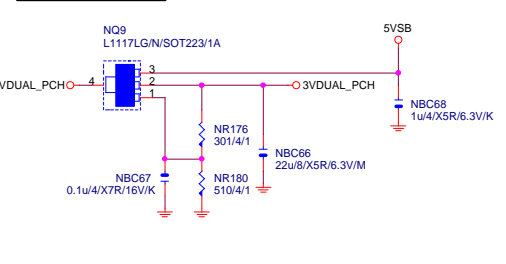 NQ9
L1117LG/N/SOT223/1A
5VSB
VDUAL_PCH
4
3
2
1
3VDUAL_PCH
NBC68
1u/4/X5R/6.3V/K
NR176
301/4/1
NBC66
22u/8/X5R/6.3V/M
NBC67
0.1u/4/X7R/16V/K
NR180
510/4/1